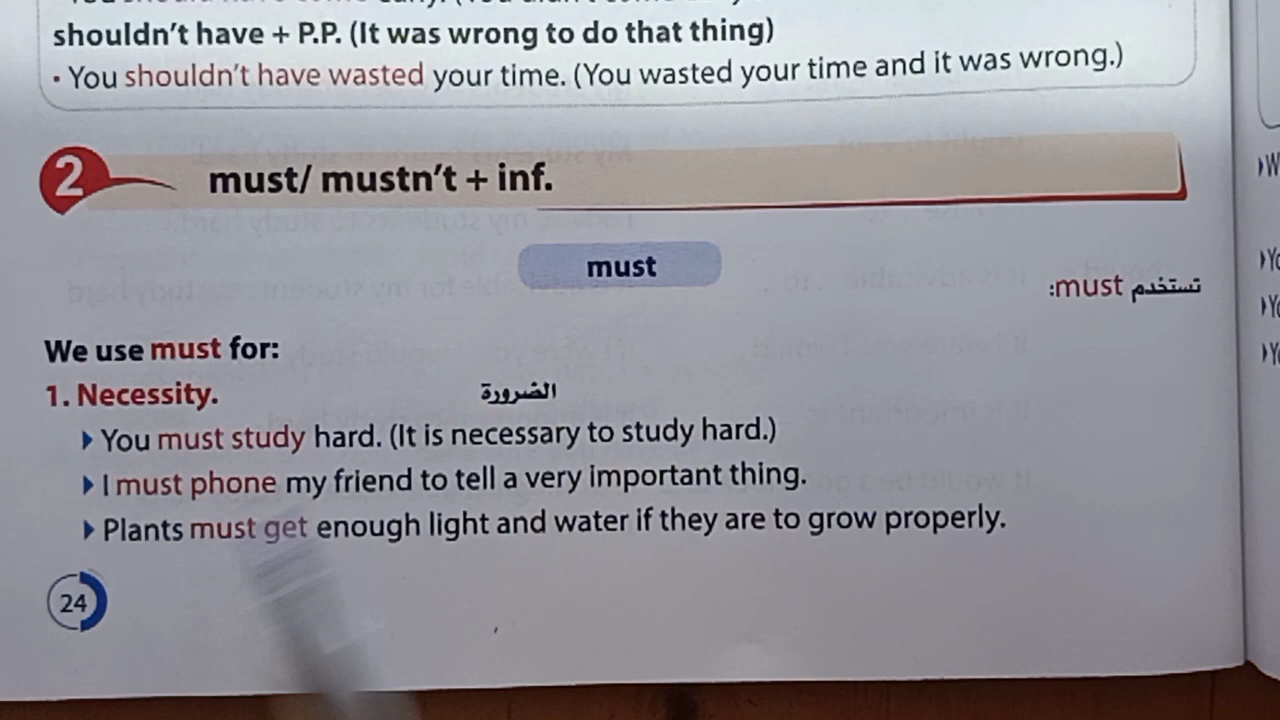 shouldn't have + P.P. (It was wrong to do that thing)
• You shouldn't have wasted your time. (You wasted your time and it was wrong.)
2 must/ mustn't + inf.
must
تستخدم must:
We use must for:
1. Necessity. الضرورة
You must study hard. (It is necessary to study hard.)
I must phone my friend to tell a very important thing.
Plants must get enough light and water if they are to grow properly.
24